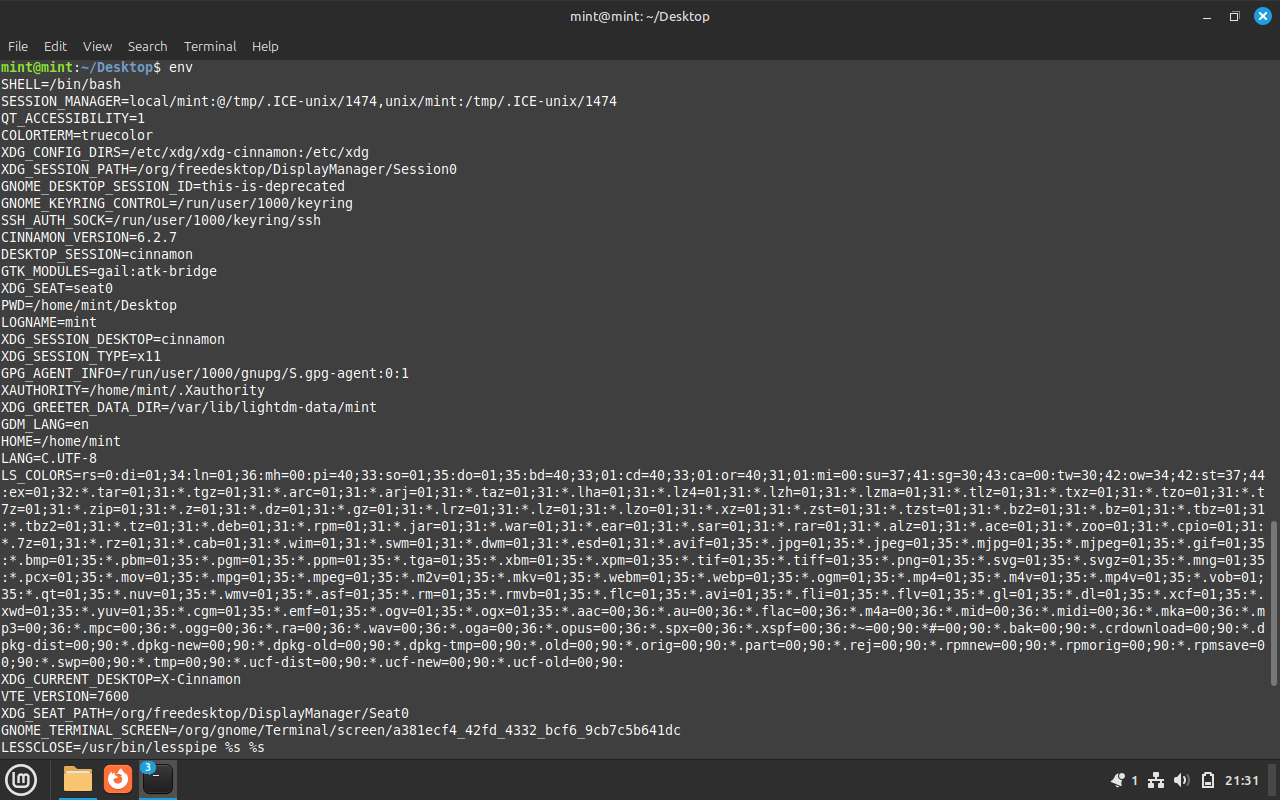 mint@mint: ~/Desktop
File Edit View Search Terminal Help
mint@mint:~/Desktop$ env
SHELL=/bin/bash
SESSION_MANAGER=local/mint:@/tmp/.ICE-unix/1474,unix/mint:/tmp/.ICE-unix/1474
QT_ACCESSIBILITY=1
COLORTERM=truecolor
XDG_CONFIG_DIRS=/etc/xdg/xdg-cinnamon:/etc/xdg
XDG_SESSION_PATH=/org/freedesktop/DisplayManager/Session0
GNOME_DESKTOP_SESSION_ID=this-is-deprecated
GNOME_KEYRING_CONTROL=/run/user/1000/keyring
SSH_AUTH_SOCK=/run/user/1000/keyring/ssh
CINNAMON_VERSION=6.2.7
DESKTOP_SESSION=cinnamon
GTK_MODULES=gail:atk-bridge
XDG_SEAT=seat0
PWD=/home/mint/Desktop
LOGNAME=mint
XDG_SESSION_DESKTOP=cinnamon
XDG_SESSION_TYPE=x11
GPG_AGENT_INFO=/run/user/1000/gnupg/S.gpg-agent:0:1
XAUTHORITY=/home/mint/.Xauthority
XDG_GREETER_DATA_DIR=/var/lib/lightdm-data/mint
GDM_LANG=en
HOME=/home/mint
LANG=C.UTF-8
LS_COLORS=rs=0:di=01;34:ln=01;36:mh=00:pi=40;33:so=01;35:do=01;35:bd=40;33;01:cd=40;33;01:or=40;31;01:mi=00:su=37;41:sg=30;43:ca=00:tw=30;42:ow=34;42:st=37;44
:ex=01;32:*.tar=01;31:*.tgz=01;31:*.arc=01;31:*.arj=01;31:*.taz=01;31:*.lha=01;31:*.lz4=01;31:*.lzh=01;31:*.lzma=01;31:*.tlz=01;31:*.txz=01;31:*.tzo=01;31:*.t
7z=01;31:*.zip=01;31:*.z=01;31:*.dz=01;31:*.gz=01;31:*.lrz=01;31:*.lz=01;31:*.lzo=01;31:*.xz=01;31:*.zst=01;31:*.tzst=01;31:*.bz2=01;31:*.bz=01;31:*.tbz=01;31
:*.tbz2=01;31:*.tz=01;31:*.deb=01;31:*.rpm=01;31:*.jar=01;31:*.war=01;31:*.ear=01;31:*.sar=01;31:*.rar=01;31:*.alz=01;31:*.ace=01;31:*.zoo=01;31:*.cpio=01;31:
*.7z=01;31:*.rz=01;31:*.cab=01;31:*.wim=01;31:*.swm=01;31:*.dwm=01;31:*.esd=01;31:*.avif=01;35:*.jpg=01;35:*.jpeg=01;35:*.mjpg=01;35:*.mjpeg=01;35:*.gif=01;35
:*.bmp=01;35:*.pbm=01;35:*.pgm=01;35:*.ppm=01;35:*.tga=01;35:*.xbm=01;35:*.xpm=01;35:*.tif=01;35:*.tiff=01;35:*.png=01;35:*.svg=01;35:*.svgz=01;35:*.mng=01;35
:*.pcx=01;35:*.mov=01;35:*.mpg=01;35:*.mpeg=01;35:*.m2v=01;35:*.mkv=01;35:*.webm=01;35:*.webp=01;35:*.ogm=01;35:*.mp4=01;35:*.m4v=01;35:*.mp4v=01;35:*.vob=01;
35:*.qt=01;35:*.nuv=01;35:*.wmv=01;35:*.asf=01;35:*.rm=01;35:*.rmvb=01;35:*.flc=01;35:*.avi=01;35:*.fli=01;35:*.flv=01;35:*.gl=01;35:*.dl=01;35:*.xcf=01;35:*.
xwd=01;35:*.yuv=01;35:*.cgm=01;35:*.emf=01;35:*.ogv=01;35:*.ogx=01;35:*.aac=00;36:*.au=00;36:*.flac=00;36:*.m4a=00;36:*.mid=00;36:*.midi=00;36:*.mka=00;36:*.m
p3=00;36:*.mpc=00;36:*.ogg=00;36:*.ra=00;36:*.wav=00;36:*.oga=00;36:*.opus=00;36:*.spx=00;36:*.xspf=00;36:*~=00;90:*#=00;90:*.bak=00;90:*.crdownload=00;90:*.d
pkg-dist=00;90:*.dpkg-new=00;90:*.dpkg-old=00;90:*.dpkg-tmp=00;90:*.old=00;90:*.orig=00;90:*.part=00;90:*.rej=00;90:*.rpmnew=00;90:*.rpmorig=00;90:*.rpmsave=0
0;90:*.swp=00;90:*.tmp=00;90:*.ucf-dist=00;90:*.ucf-new=00;90:*.ucf-old=00;90:
XDG_CURRENT_DESKTOP=X-Cinnamon
VTE_VERSION=7600
XDG_SEAT_PATH=/org/freedesktop/DisplayManager/Seat0
GNOME_TERMINAL_SCREEN=/org/gnome/Terminal/screen/a381ecf4_42fd_4332_bcf6_9cb7c5b641dc
LESSCLOSE=/usr/bin/lesspipe %s %s
3
1
21:31